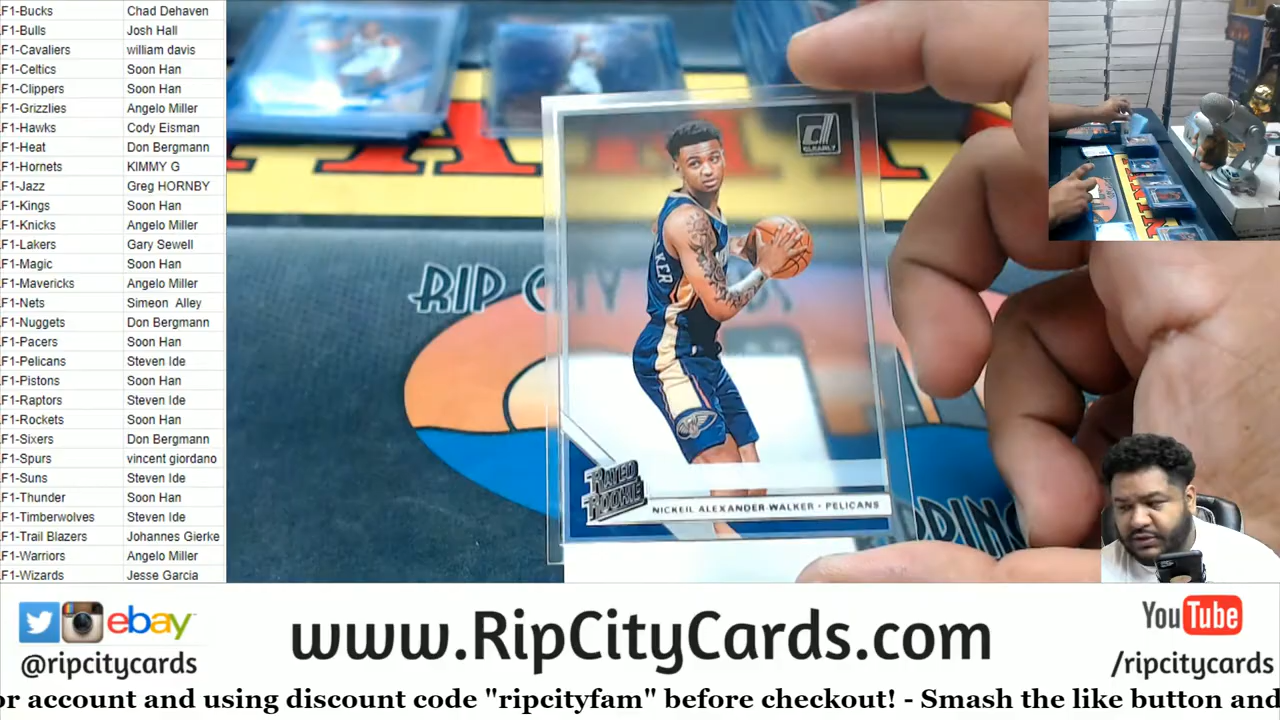 F1-Bucks Chad Dehaven
F1-Bulls Josh Hall
F1-Cavaliers william davis
F1-Celtics Soon Han
F1-Clippers Soon Han
F1-Grizzlies Angelo Miller
F1-Hawks Cody Eisman
F1-Heat Don Bergmann
F1-Hornets KIMMY G
F1-Jazz Greg HORNBY
F1-Kings Soon Han
F1-Knicks Angelo Miller
F1-Lakers Gary Sewell
F1-Magic Soon Han
F1-Mavericks Angelo Miller
F1-Nets Simeon Alley
F1-Nuggets Don Bergmann
F1-Pacers Soon Han
F1-Pelicans Steven Ide
F1-Pistons Soon Han
F1-Raptors Steven Ide
F1-Rockets Soon Han
F1-Sixers Don Bergmann
F1-Spurs vincent giordano
F1-Suns Steven Ide
F1-Thunder Soon Han
F1-Timberwolves Steven Ide
F1-Trail Blazers Johannes Gierke
F1-Warriors Angelo Miller
F1-Wizards Jesse Garcia
d
CLEARLY
KER
RIP
RATED
ROOKIE
NICKEIL ALEXANDER-WALKER • PELICANS
ebay
@ripcitycards
www.RipCityCards.com
YouTube
/ripcitycards
or account and using discount code "ripcityfam" before checkout! - Smash the like button and